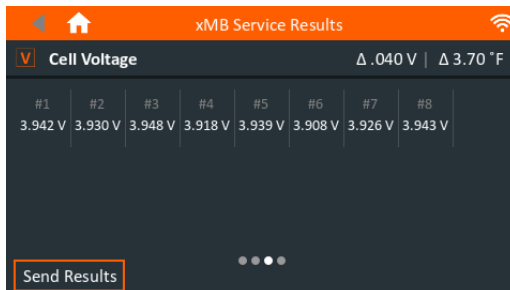 xMB Service Results
V Cell Voltage Δ .040 V | Δ 3.70 °F
#1 #2 #3 #4 #5 #6 #7 #8
3.942 V 3.930 V 3.948 V 3.918 V 3.939 V 3.908 V 3.926 V 3.943 V
Send Results